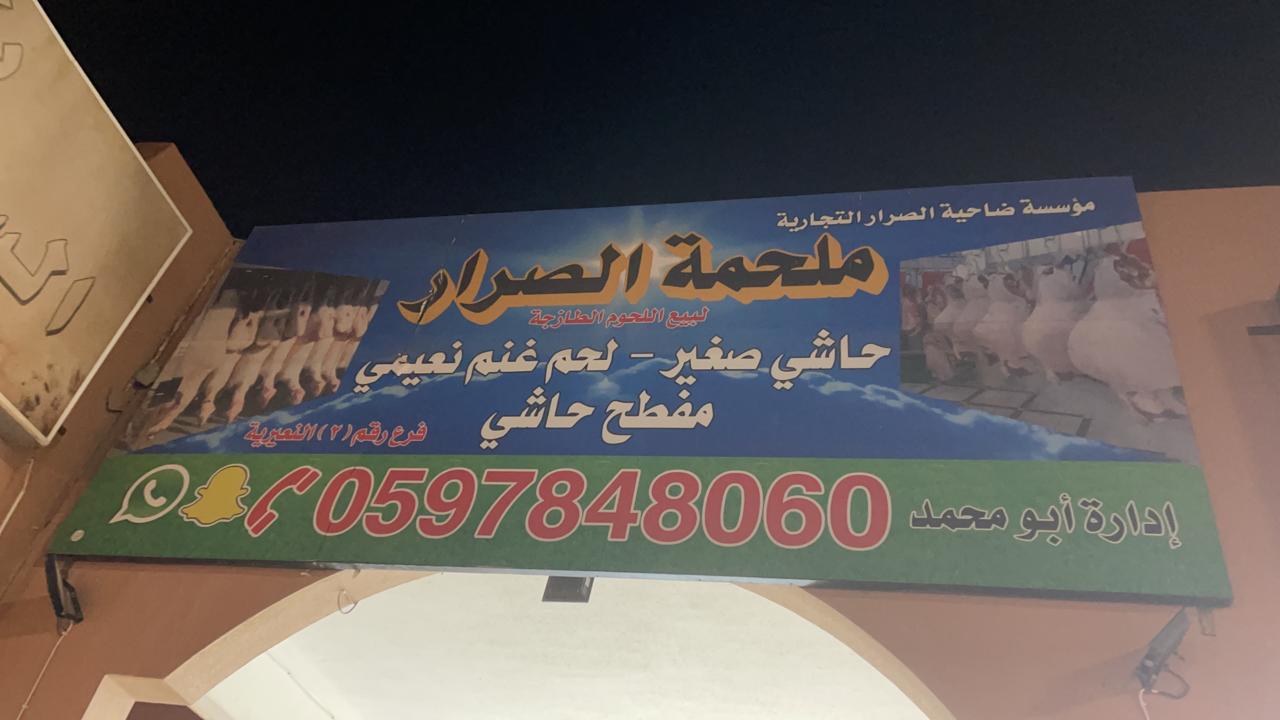 مؤسسة ضاحية الصرار التجارية
ملحمة الصرار
لبيع اللحوم الطازجة
حاشي صغير - لحم غنم نعيمي
مفطح حاشي
فرع رقم (٢) النعيرية
إدارة أبو محمد 0597848060